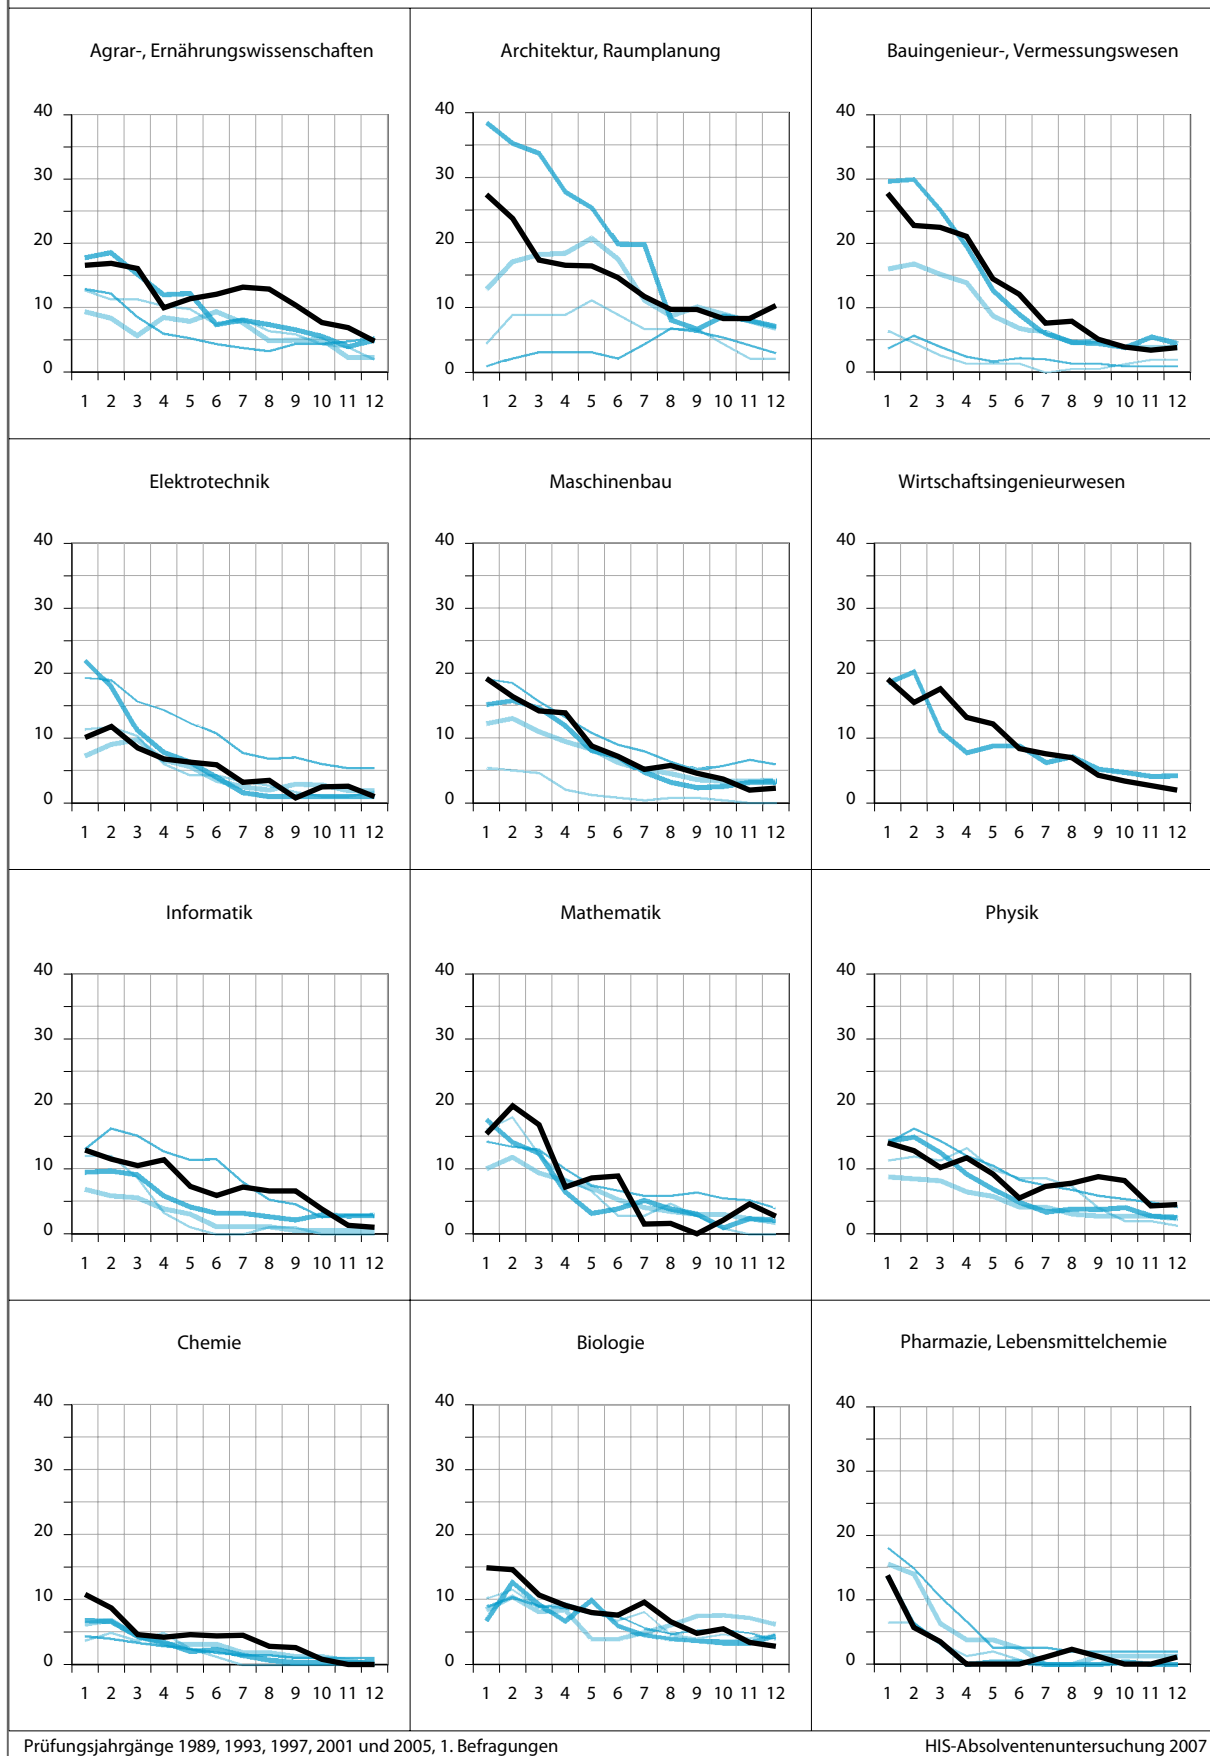 Agrar-, Ernährungswissenschaften
40
30
20
10
0
1 2 3 4 5 6 7 8 9 10 11 12
Architektur, Raumplanung
40
30
20
10
0
1 2 3 4 5 6 7 8 9 10 11 12
Bauingenieur-, Vermessungswesen
40
30
20
10
0
1 2 3 4 5 6 7 8 9 10 11 12
Elektrotechnik
40
30
20
10
0
1 2 3 4 5 6 7 8 9 10 11 12
Maschinenbau
40
30
20
10
0
1 2 3 4 5 6 7 8 9 10 11 12
Wirtschaftsingenieurwesen
40
30
20
10
0
1 2 3 4 5 6 7 8 9 10 11 12
Informatik
40
30
20
10
0
1 2 3 4 5 6 7 8 9 10 11 12
Mathematik
40
30
20
10
0
1 2 3 4 5 6 7 8 9 10 11 12
Physik
40
30
20
10
0
1 2 3 4 5 6 7 8 9 10 11 12
Chemie
40
30
20
10
0
1 2 3 4 5 6 7 8 9 10 11 12
Biologie
40
30
20
10
0
1 2 3 4 5 6 7 8 9 10 11 12
Pharmazie, Lebensmittelchemie
40
30
20
10
0
1 2 3 4 5 6 7 8 9 10 11 12
Prüfungsjahrgänge 1989, 1993, 1997, 2001 und 2005, 1. Befragungen
HIS-Absolventenuntersuchung 2007